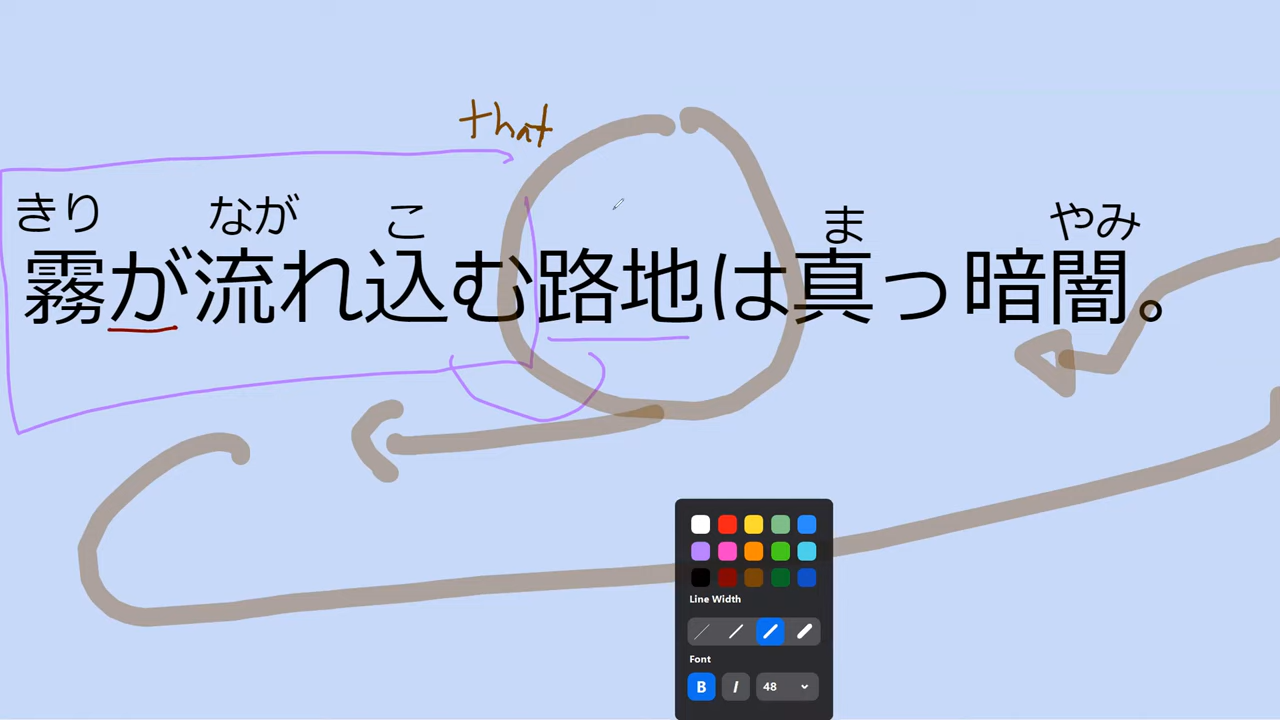 that
きり なが こ ま やみ
霧が流れ込む路地は真っ暗闇。
Line Width
Font
B I 48